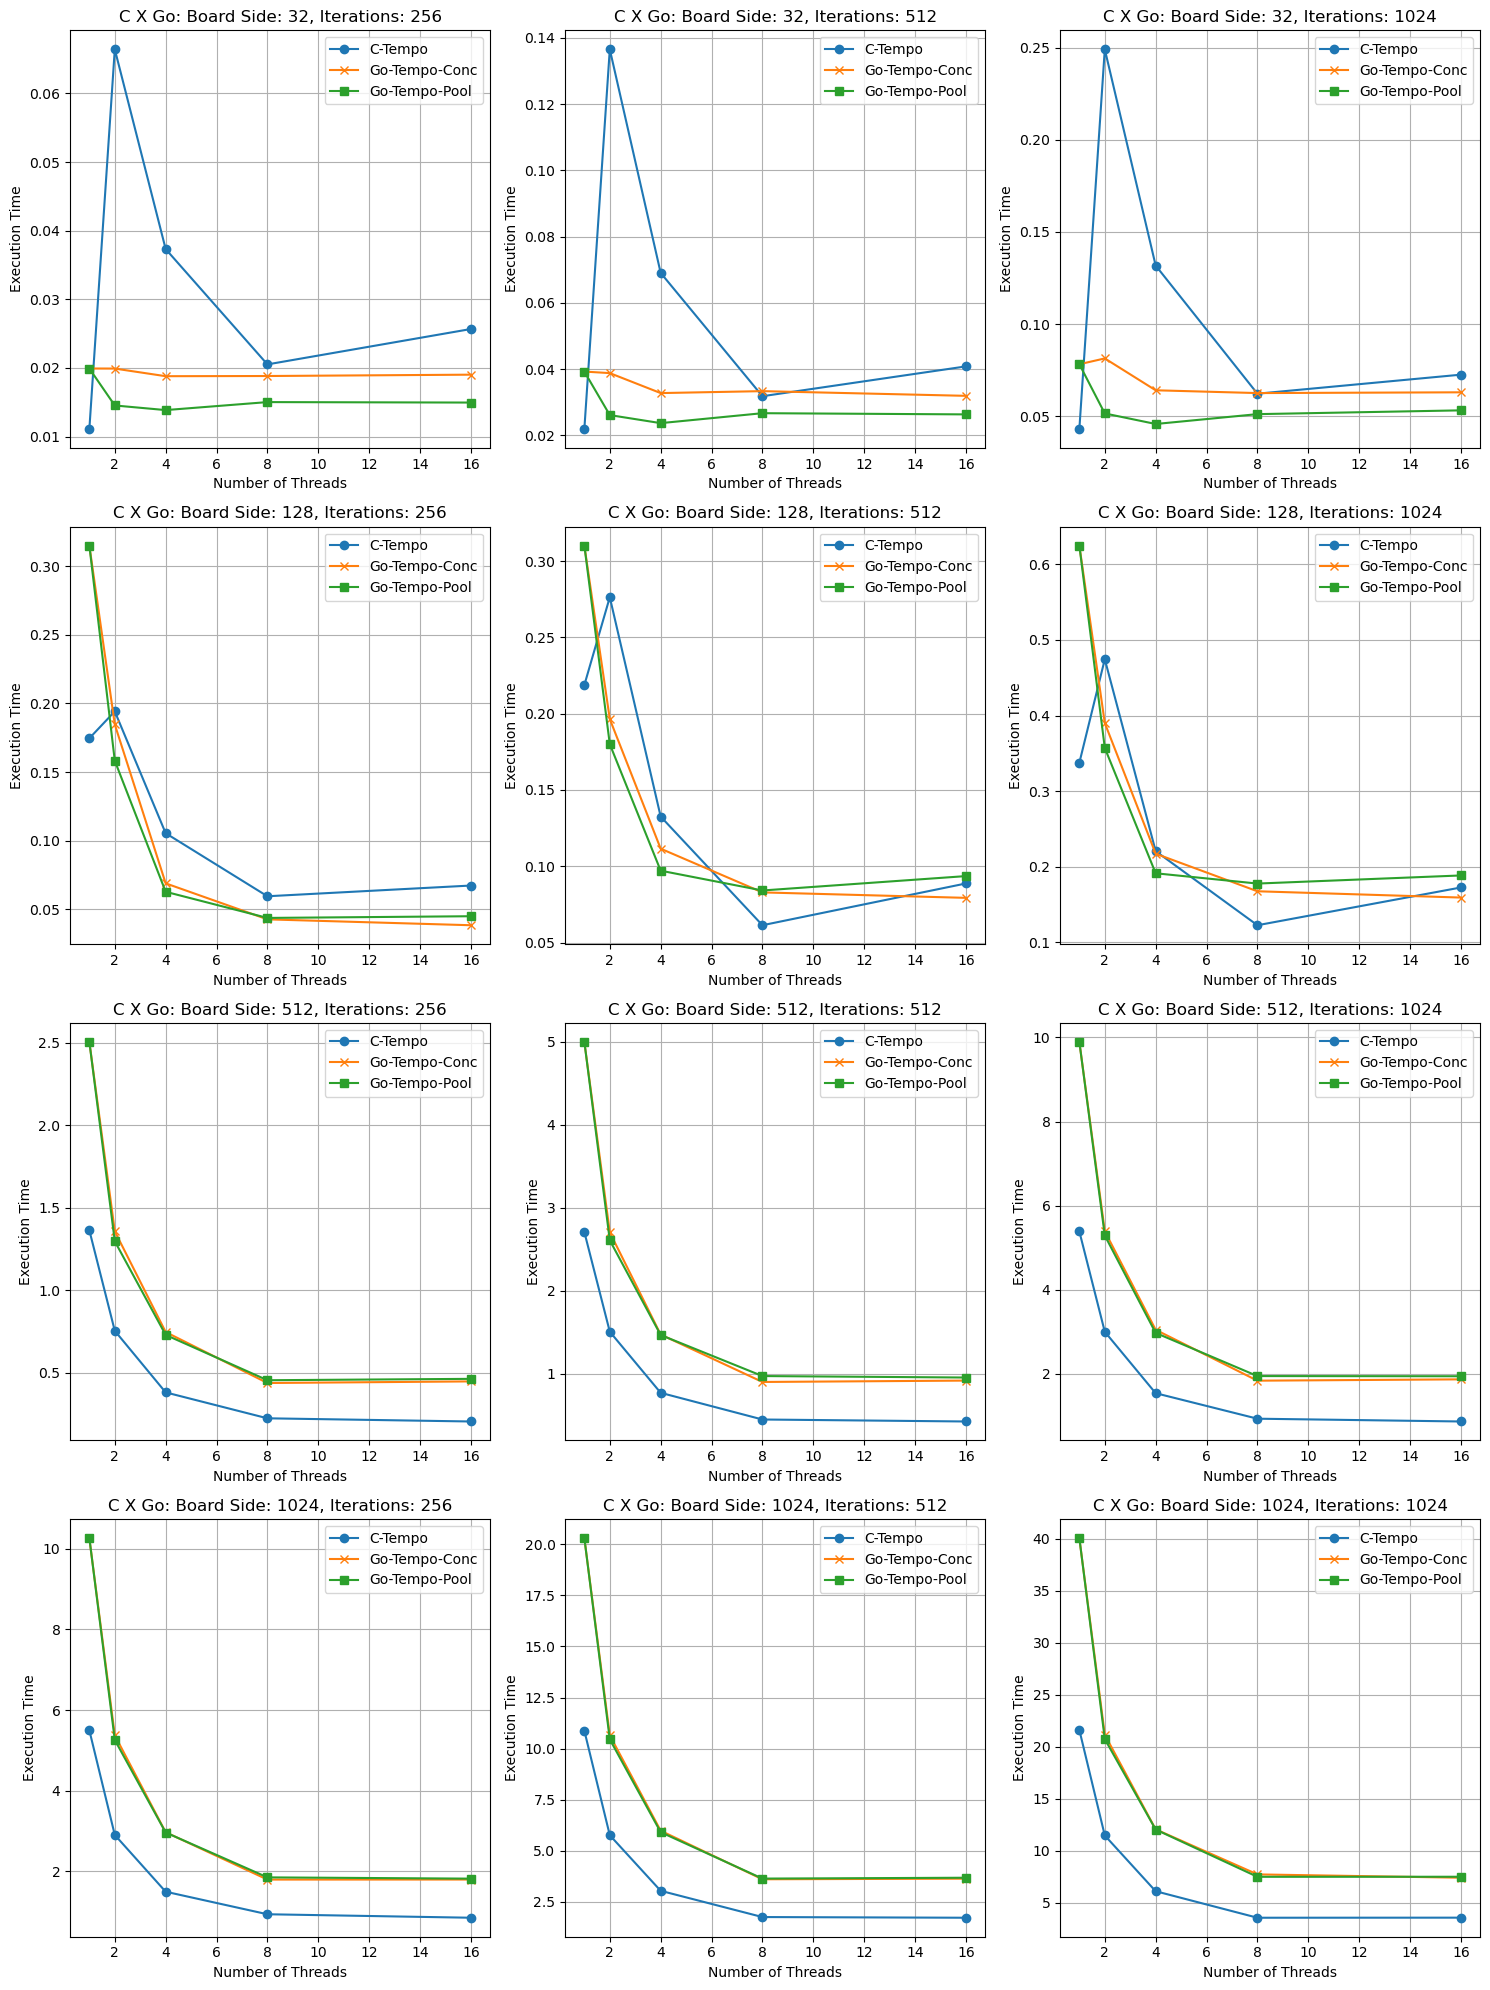 C X Go: Board Side: 32, Iterations: 256
C-Tempo
Go-Tempo-Conc
Go-Tempo-Pool
0.06
0.05
0.04
0.03
0.02
0.01
Execution Time
2 4 6 8 10 12 14 16
Number of Threads
C X Go: Board Side: 32, Iterations: 512
C-Tempo
Go-Tempo-Conc
Go-Tempo-Pool
0.14
0.12
0.10
0.08
0.06
0.04
0.02
Execution Time
2 4 6 8 10 12 14 16
Number of Threads
C X Go: Board Side: 32, Iterations: 1024
C-Tempo
Go-Tempo-Conc
Go-Tempo-Pool
0.25
0.20
0.15
0.10
0.05
Execution Time
2 4 6 8 10 12 14 16
Number of Threads
C X Go: Board Side: 128, Iterations: 256
C-Tempo
Go-Tempo-Conc
Go-Tempo-Pool
0.30
0.25
0.20
0.15
0.10
0.05
Execution Time
2 4 6 8 10 12 14 16
Number of Threads
C X Go: Board Side: 128, Iterations: 512
C-Tempo
Go-Tempo-Conc
Go-Tempo-Pool
0.30
0.25
0.20
0.15
0.10
0.05
Execution Time
2 4 6 8 10 12 14 16
Number of Threads
C X Go: Board Side: 128, Iterations: 1024
C-Tempo
Go-Tempo-Conc
Go-Tempo-Pool
0.6
0.5
0.4
0.3
0.2
0.1
Execution Time
2 4 6 8 10 12 14 16
Number of Threads
C X Go: Board Side: 512, Iterations: 256
C-Tempo
Go-Tempo-Conc
Go-Tempo-Pool
2.5
2.0
1.5
1.0
0.5
Execution Time
2 4 6 8 10 12 14 16
Number of Threads
C X Go: Board Side: 512, Iterations: 512
C-Tempo
Go-Tempo-Conc
Go-Tempo-Pool
5
4
3
2
1
Execution Time
2 4 6 8 10 12 14 16
Number of Threads
C X Go: Board Side: 512, Iterations: 1024
C-Tempo
Go-Tempo-Conc
Go-Tempo-Pool
10
8
6
4
2
Execution Time
2 4 6 8 10 12 14 16
Number of Threads
C X Go: Board Side: 1024, Iterations: 256
C-Tempo
Go-Tempo-Conc
Go-Tempo-Pool
10
8
6
4
2
Execution Time
2 4 6 8 10 12 14 16
Number of Threads
C X Go: Board Side: 1024, Iterations: 512
C-Tempo
Go-Tempo-Conc
Go-Tempo-Pool
20.0
17.5
15.0
12.5
10.0
7.5
5.0
2.5
Execution Time
2 4 6 8 10 12 14 16
Number of Threads
C X Go: Board Side: 1024, Iterations: 1024
C-Tempo
Go-Tempo-Conc
Go-Tempo-Pool
40
35
30
25
20
15
10
5
Execution Time
2 4 6 8 10 12 14 16
Number of Threads